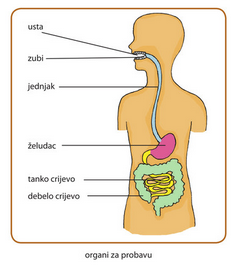 usta
zubi
jednjak
želudac
tanko crijevo
debelo crijevo
organi za probavu